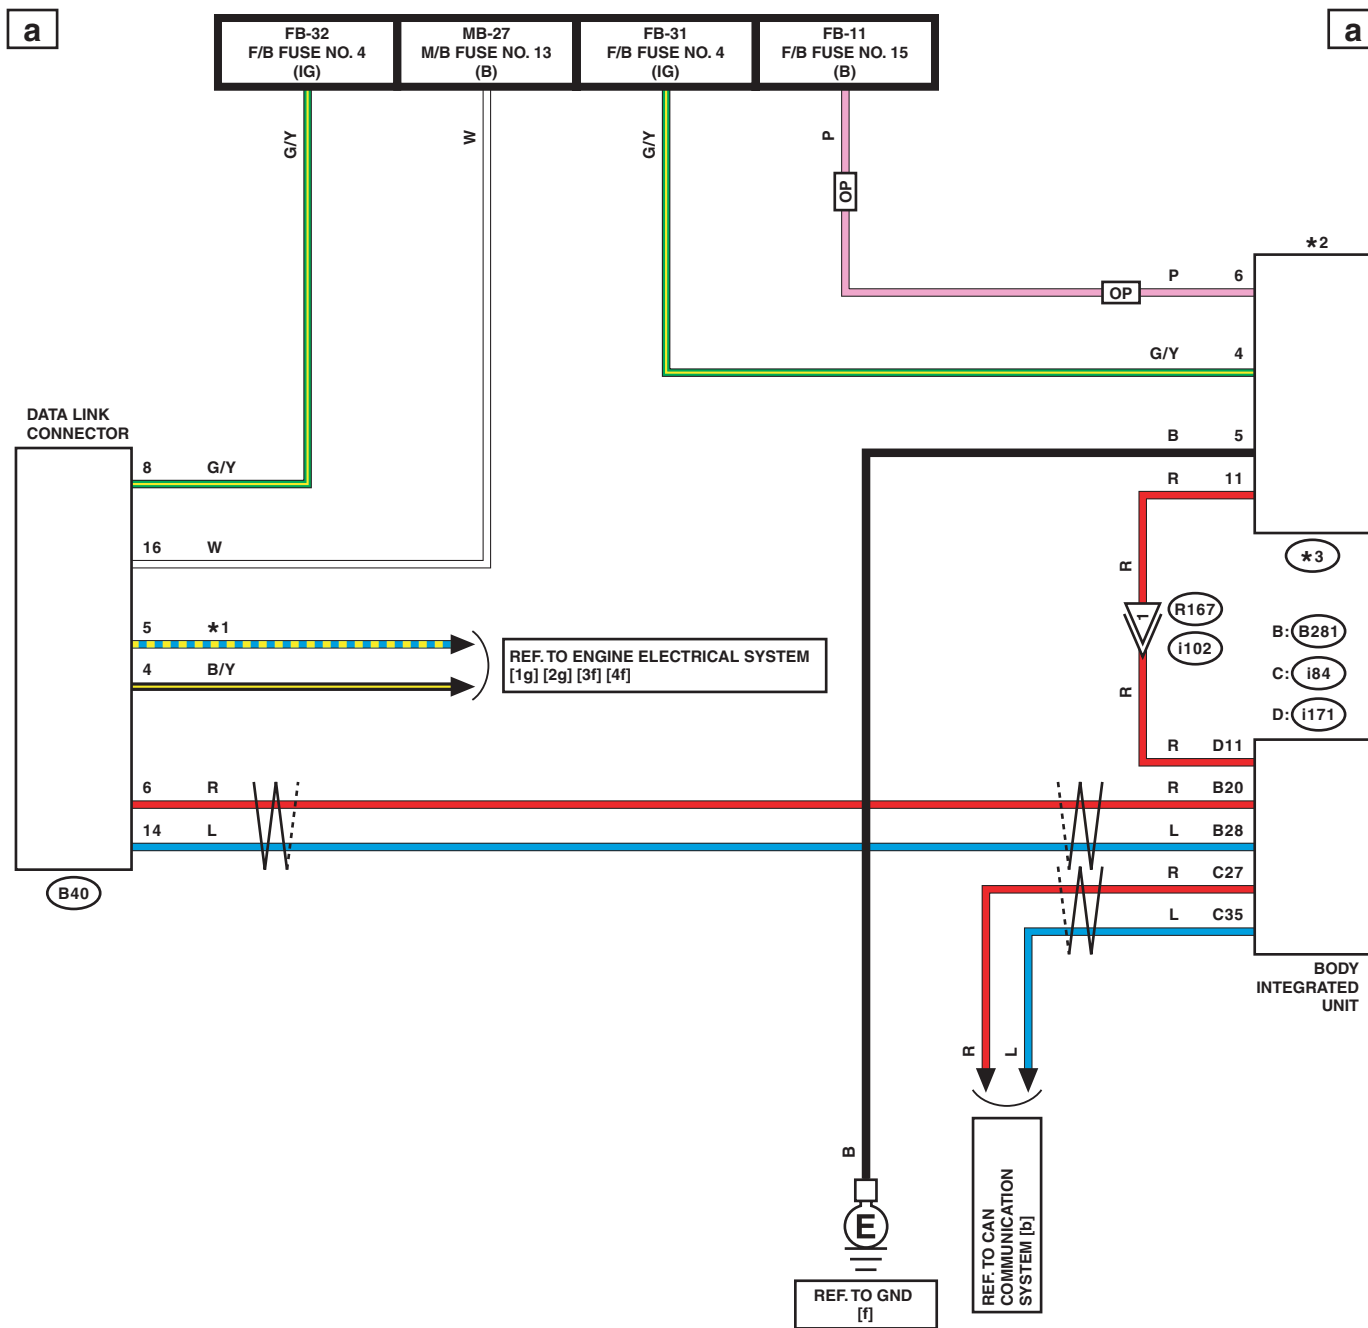 a
a
FB-32
F/B FUSE NO. 4
(IG)
MB-27
M/B FUSE NO. 13
(B)
FB-31
F/B FUSE NO. 4
(IG)
FB-11
F/B FUSE NO. 15
(B)
G/Y
W
G/Y
P
OP
*2
P 6
OP
G/Y 4
B 5
R 11
DATA LINK
CONNECTOR
8 G/Y
16 W
5 *1
4 B/Y
REF. TO ENGINE ELECTRICAL SYSTEM
[1g] [2g] [3f] [4f]
6 R
14 L
B40
*3
R
1
R167
i102
R
B: B281
C: i84
D: i171
R D11
R B20
L B28
R C27
L C35
BODY
INTEGRATED
UNIT
R
L
B
E
REF. TO GND
[f]
REF. TO CAN
COMMUNICATION
SYSTEM [b]